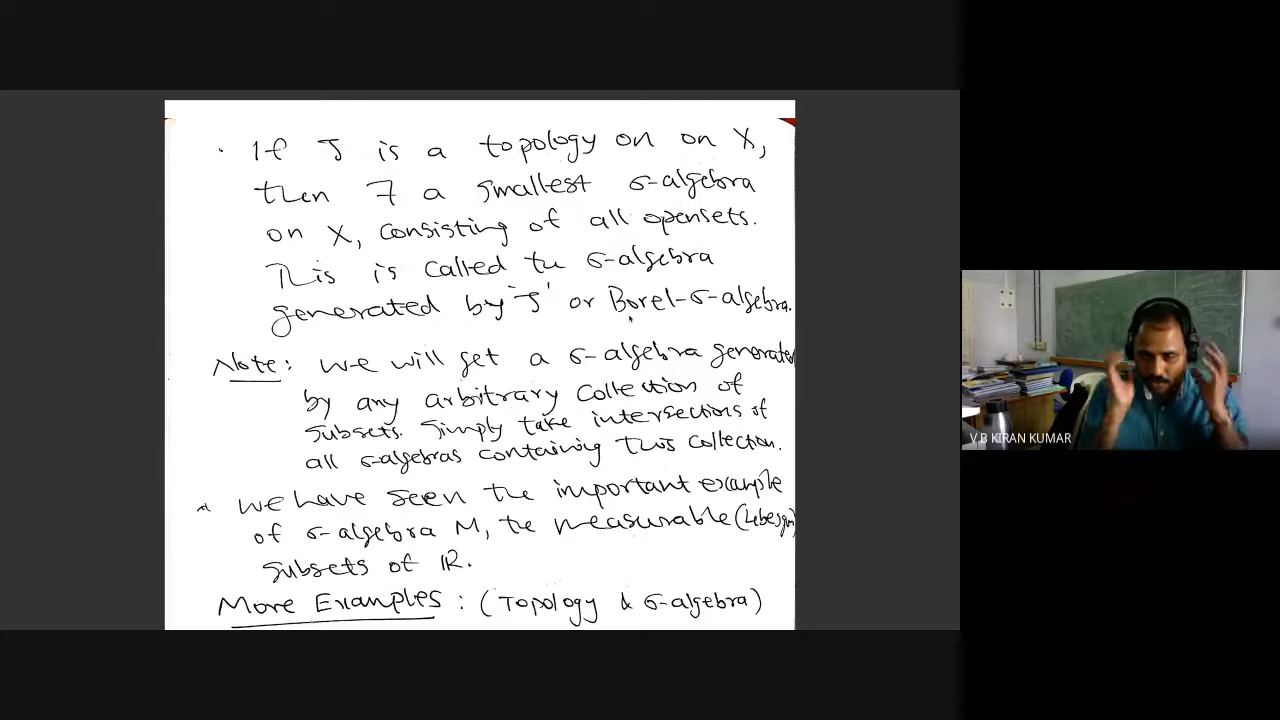 · If J is a topology on on X,
then ∃ a smallest σ-algebra
on X, consisting of all opensets.
This is called the σ-algebra
generated by 'J' or Borel-σ-algebra.
Note: We will get a σ-algebra generated
by any arbitrary collection of
subsets. Simply take intersections of
all σ-algebras containing this collection.
We have seen the important example
of σ-algebra M, the measurable (Lebesgue)
subsets of ℝ.
More Examples: (Topology & σ-algebra)
V B KIRAN KUMAR